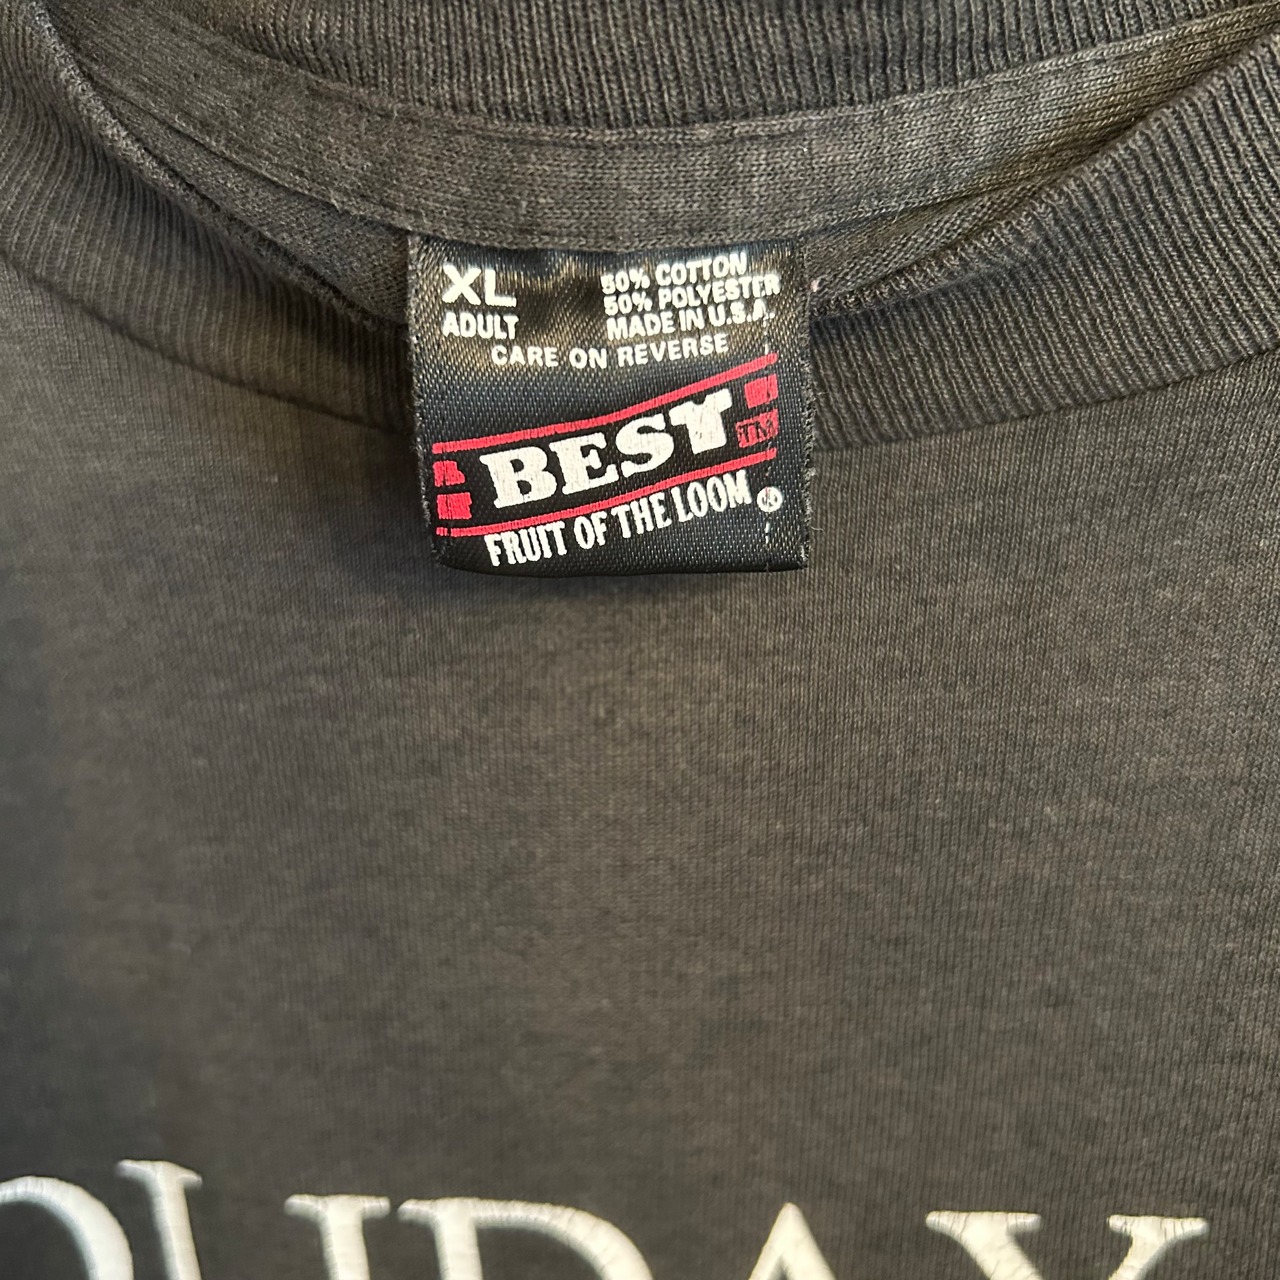 XL
ADULT
50% COTTON
50% POLYESTER
MADE IN U.S.A.
CARE ON REVERSE
BEST TM
FRUIT OF THE LOOM ®